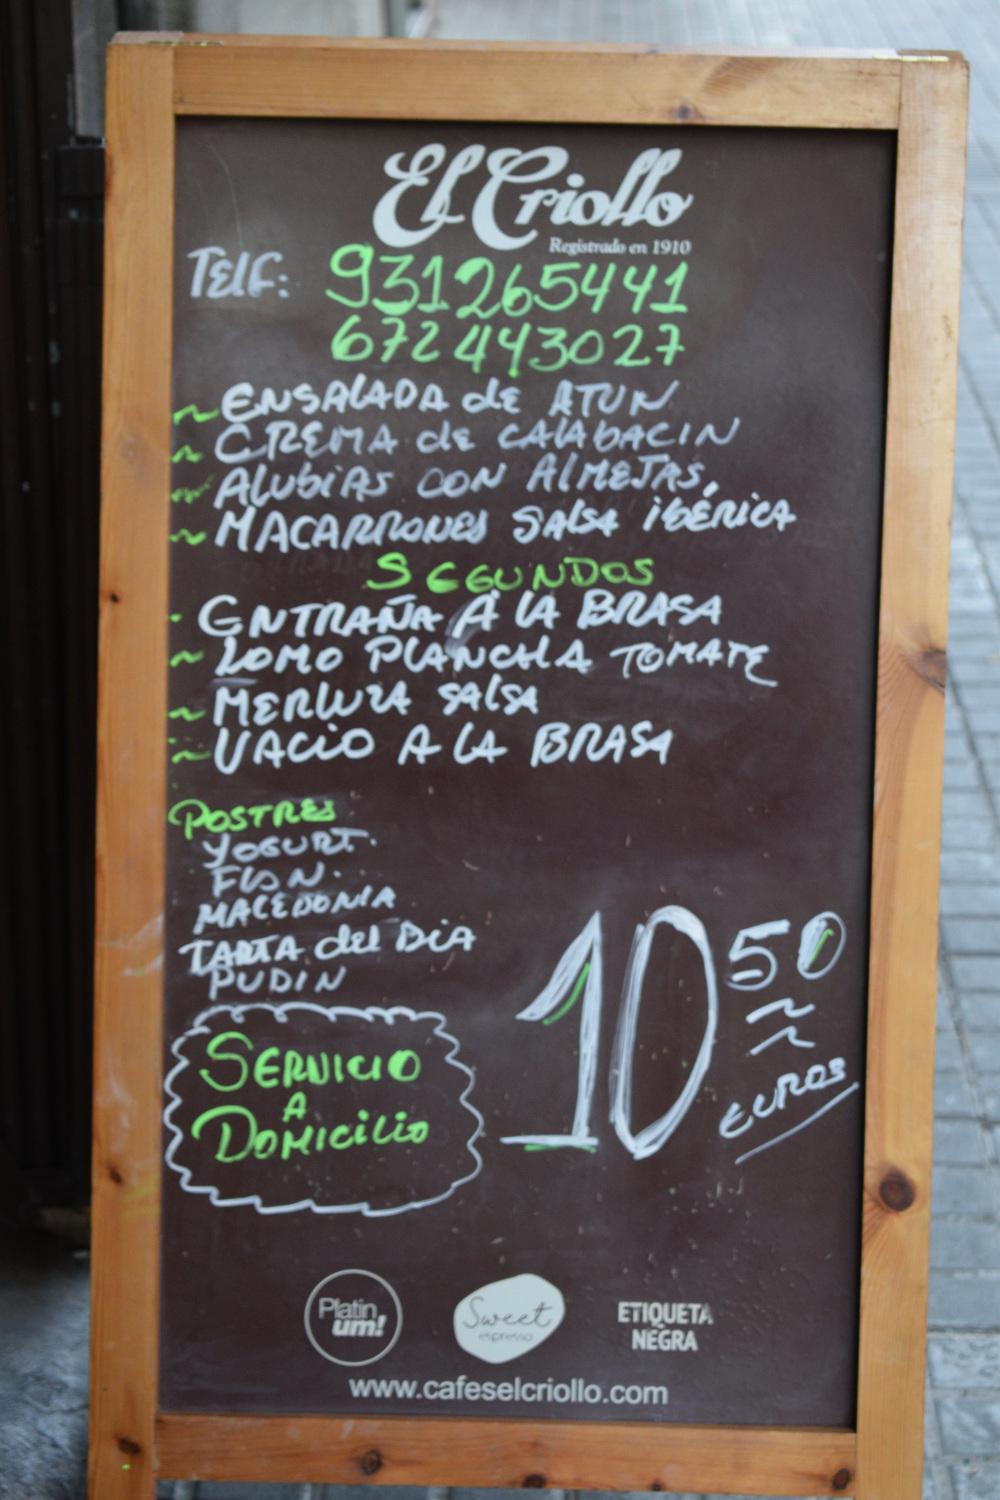 El Criollo
Registrado en 1910
TElF: 931265441
672443027
~ ENSALADA de ATUN
~ CREMA de CALAbACIN
~ AlubiAS CON AlMEJAS,
~ MACARRONES SAlSA iBÉRICA
SEGUNDOS
· ENTRAÑA A LA BRASA
~ LOMO PLANCHA TOMATE
~ MERLUZA SAlSA
~ VACiO A LA BRASA
POSTRES
YOGURT.
FlAN.
MACEDONIA
TARTA del DiA
PUDIN
10 50
EUROS
SERVICIO
A
DOMiCiLio
Platin
um!
Sweet
espresso
ETIQUETA
NEGRA
www.cafeselcriollo.com